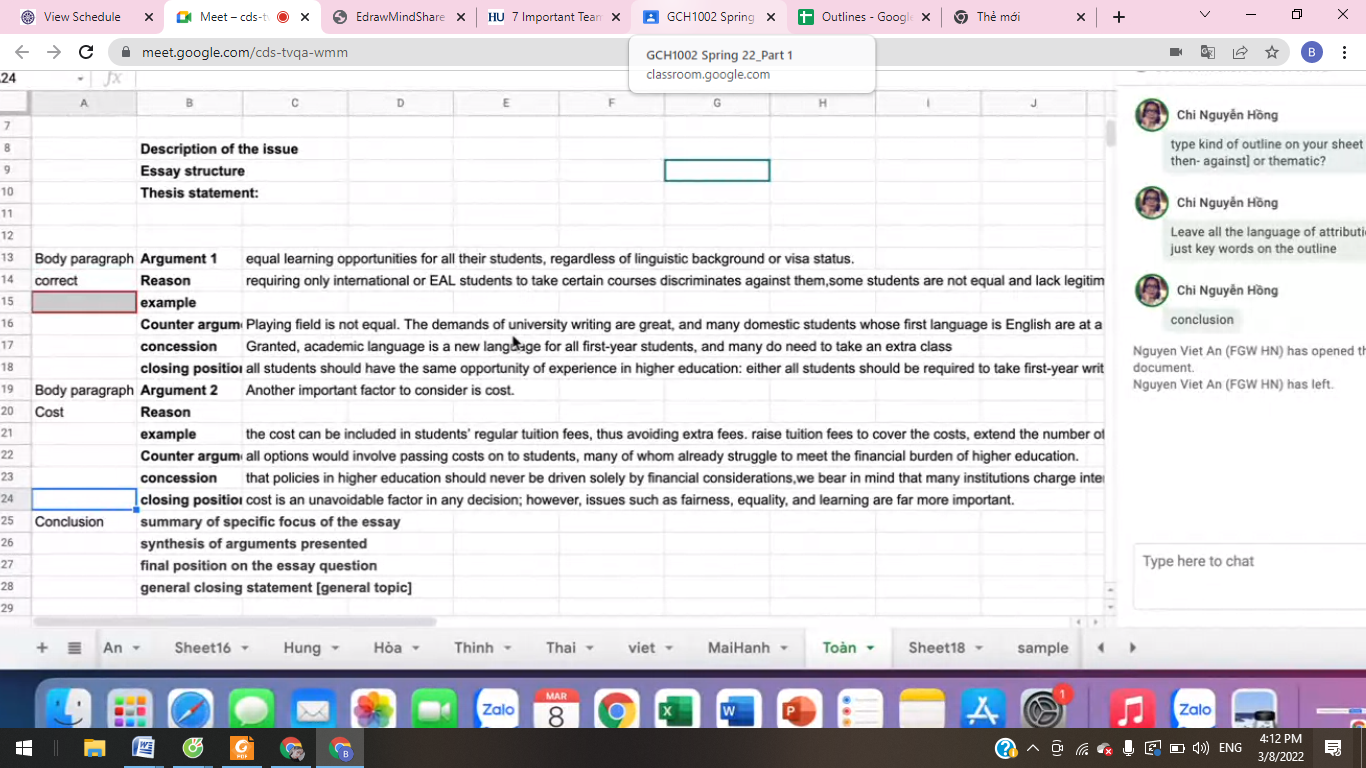 View Schedule
Meet – cds-tv
EdrawMindShare
7 Important Tean
GCH1002 Spring
Outlines - Google
Thẻ mới
meet.google.com/cds-tvqa-wmm
GCH1002 Spring 22_Part 1
classroom.google.com
A24 fx
A B C D E F G H I J
7
8 Description of the issue
9 Essay structure
10 Thesis statement:
11
12
13 Body paragraph Argument 1 equal learning opportunities for all their students, regardless of linguistic background or visa status.
14 correct Reason requiring only international or EAL students to take certain courses discriminates against them,some students are not equal and lack legitim
15 example
16 Counter argum Playing field is not equal. The demands of university writing are great, and many domestic students whose first language is English are at a
17 concession Granted, academic language is a new language for all first-year students, and many do need to take an extra class
18 closing position all students should have the same opportunity of experience in higher education: either all students should be required to take first-year writ
19 Body paragraph Argument 2 Another important factor to consider is cost.
20 Cost Reason
21 example the cost can be included in students' regular tuition fees, thus avoiding extra fees. raise tuition fees to cover the costs, extend the number of
22 Counter argum all options would involve passing costs on to students, many of whom already struggle to meet the financial burden of higher education.
23 concession that policies in higher education should never be driven solely by financial considerations,we bear in mind that many institutions charge inter
24 closing position cost is an unavoidable factor in any decision; however, issues such as fairness, equality, and learning are far more important.
25 Conclusion summary of specific focus of the essay
26 synthesis of arguments presented
27 final position on the essay question
28 general closing statement [general topic]
29
Chi Nguyễn Hồng
type kind of outline on your sheet
then- against] or thematic?
Chi Nguyễn Hồng
Leave all the language of attributi
just key words on the outline
Chi Nguyễn Hồng
conclusion
Nguyen Viet An (FGW HN) has opened th
document.
Nguyen Viet An (FGW HN) has left.
Type here to chat
An Sheet16 Hung Hòa Thinh Thai viet MaiHanh Toàn Sheet18 sample
Zalo
MAR
8
1
Zalo
ENG
4:12 PM
3/8/2022